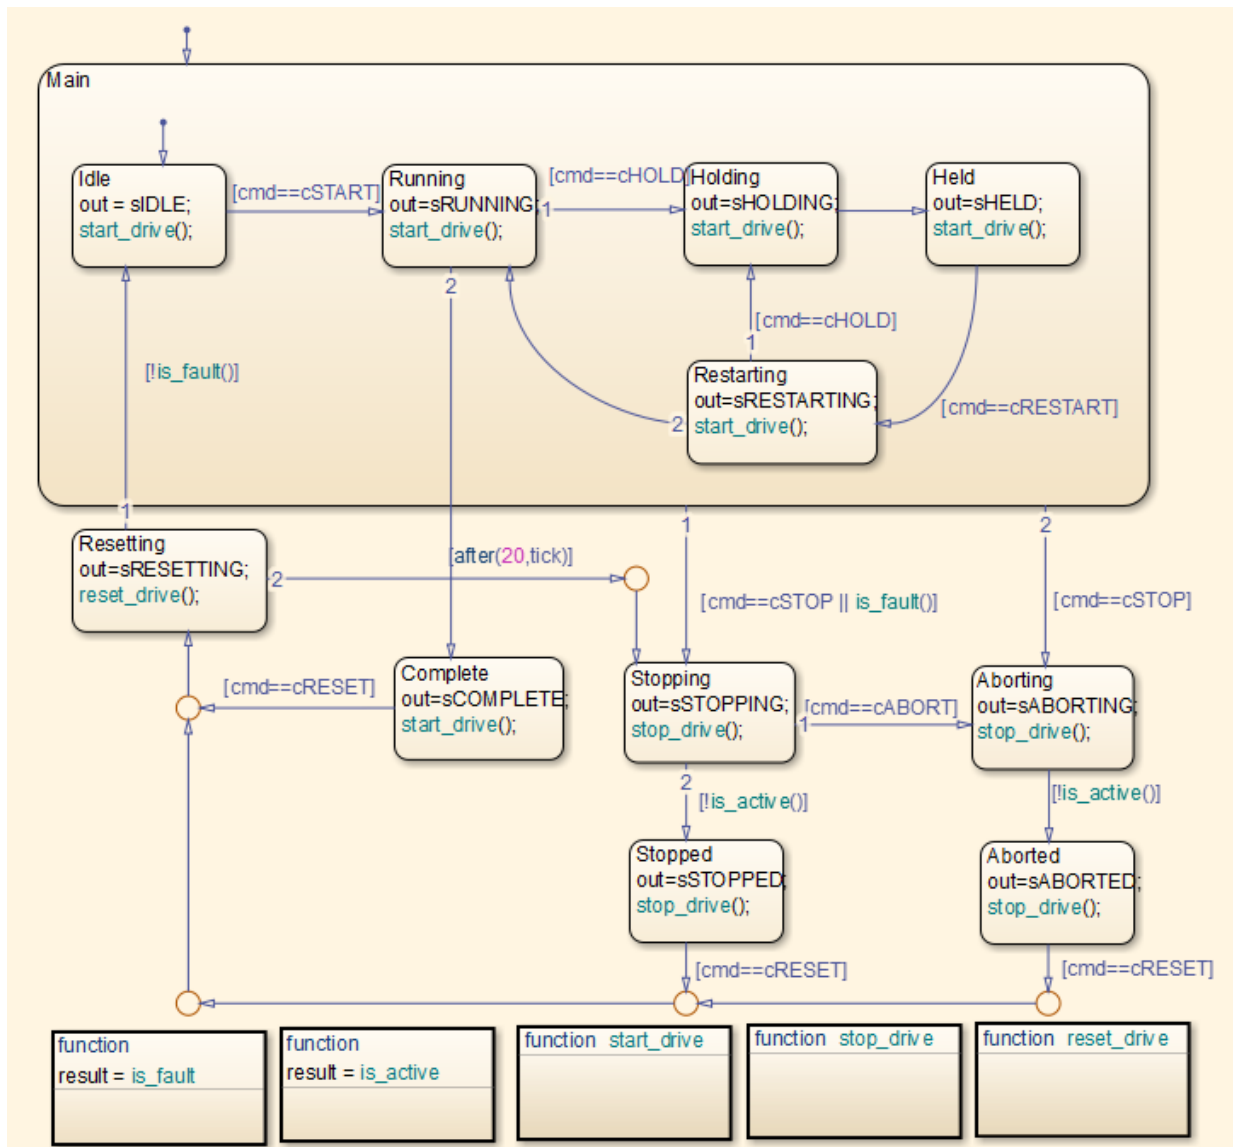 Main
Idle
out = sIDLE;
start_drive();
[cmd==cSTART]
Running
out=sRUNNING;
start_drive();
[cmd==cHOLD]
1
Holding
out=sHOLDING;
start_drive();
Held
out=sHELD;
start_drive();
2
[cmd==cHOLD]
1
[!is_fault()]
Restarting
out=sRESTARTING;
start_drive();
2
[cmd==cRESTART]
1
1
2
Resetting
out=sRESETTING;
reset_drive();
2
[after(20,tick)]
[cmd==cSTOP || is_fault()]
[cmd==cSTOP]
[cmd==cRESET]
Complete
out=sCOMPLETE;
start_drive();
Stopping
out=sSTOPPING;
stop_drive();
[cmd==cABORT]
1
Aborting
out=sABORTING;
stop_drive();
2
[!is_active()]
[!is_active()]
Stopped
out=sSTOPPED;
stop_drive();
Aborted
out=sABORTED;
stop_drive();
[cmd==cRESET]
[cmd==cRESET]
function
result = is_fault
function
result = is_active
function start_drive
function stop_drive
function reset_drive